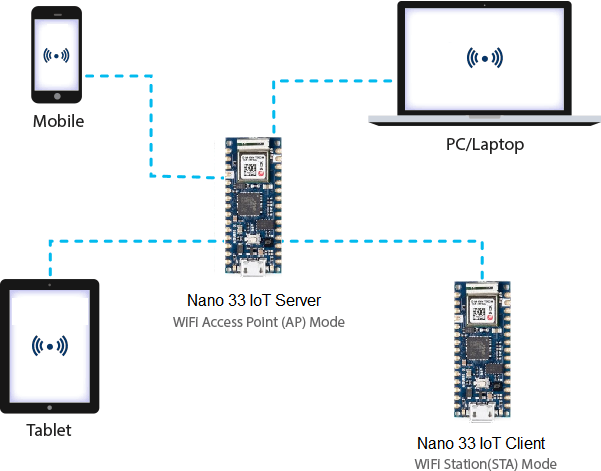 Mobile
PC/Laptop
Nano 33 IoT Server
WIFI Access Point (AP) Mode
Tablet
Nano 33 IoT Client
WIFI Station(STA) Mode